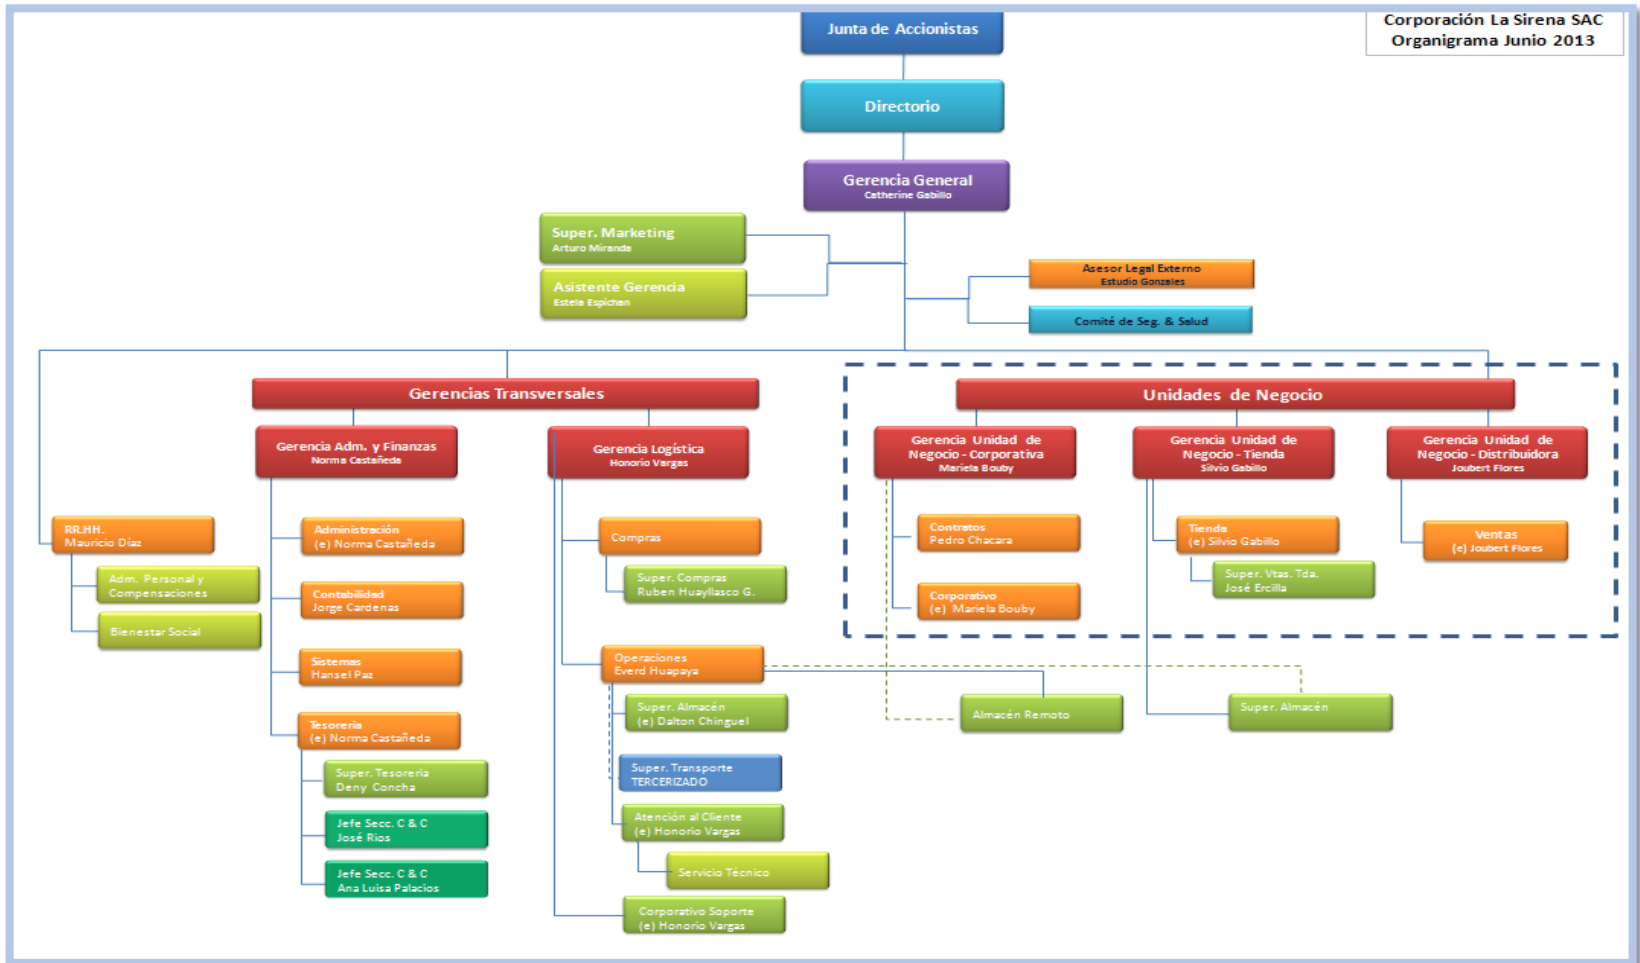 Corporación La Sirena SAC
Organigrama Junio 2013
Junta de Accionistas
Directorio
Gerencia General
Catherine Gabillo
Super. Marketing
Arturo Miranda
Asistente Gerencia
Estela Espichan
Asesor Legal Externo
Estudio Gonzales
Comité de Seg. & Salud
Gerencias Transversales
Unidades de Negocio
Gerencia Adm. y Finanzas
Norma Castañeda
Gerencia Logística
Honorio Vargas
Gerencia Unidad de
Negocio - Corporativa
Mariela Bouby
Gerencia Unidad de
Negocio - Tienda
Silvio Gabillo
Gerencia Unidad de
Negocio - Distribuidora
Joubert Flores
RR.HH.
Mauricio Díaz
Adm. Personal y
Compensaciones
Bienestar Social
Administración
(e) Norma Castañeda
Contabilidad
Jorge Cardenas
Sistemas
Hansel Paz
Tesoreria
(e) Norma Castañeda
Super. Tesoreria
Deny Concha
Jefe Secc. C & C
José Rios
Jefe Secc. C & C
Ana Luisa Palacios
Compras
Super. Compras
Ruben Huayllasco G.
Operaciones
Everd Huapaya
Super. Almacén
(e) Dalton Chinguel
Super. Transporte
TERCERIZADO
Atención al Cliente
(e) Honorio Vargas
Servicio Técnico
Corporativo Soporte
(e) Honorio Vargas
Contratos
Pedro Chacara
Corporativo
(e) Mariela Bouby
Tienda
(e) Silvio Gabillo
Super. Vtas. Tda.
José Ercilla
Ventas
(e) Joubert Flores
Almacén Remoto
Super. Almacén